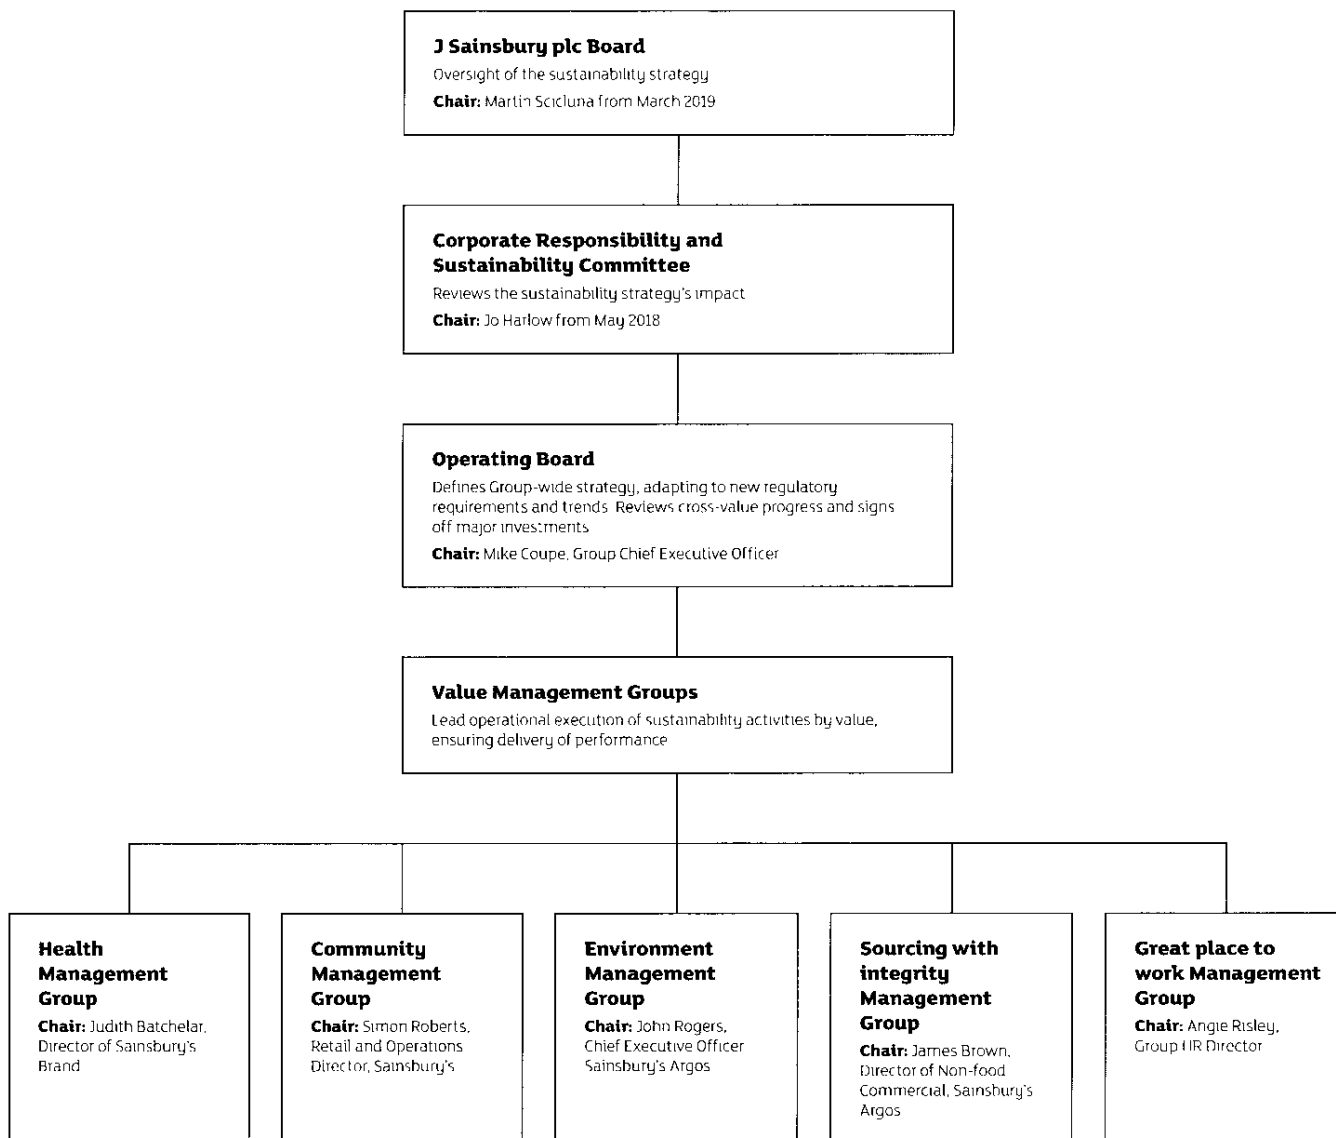 J Sainsbury plc Board
Oversight of the sustainability strategy
Chair: Martin Scicluna from March 2019
Corporate Responsibility and
Sustainability Committee
Reviews the sustainability strategy's impact
Chair: Jo Harlow from May 2018
Operating Board
Defines Group-wide strategy, adapting to new regulatory
requirements and trends Reviews cross-value progress and signs
off major investments
Chair: Mike Coupe, Group Chief Executive Officer
Value Management Groups
Lead operational execution of sustainability activities by value,
ensuring delivery of performance
Health
Management
Group
Chair: Judith Batchelar,
Director of Sainsbury's
Brand
Community
Management
Group
Chair: Simon Roberts,
Retail and Operations
Director, Sainsbury's
Environment
Management
Group
Chair: John Rogers,
Chief Executive Officer
Sainsbury's Argos
Sourcing with
integrity
Management
Group
Chair: James Brown,
Director of Non-food
Commercial, Sainsbury's
Argos
Great place to
work Management
Group
Chair: Angie Risley,
Group HR Director